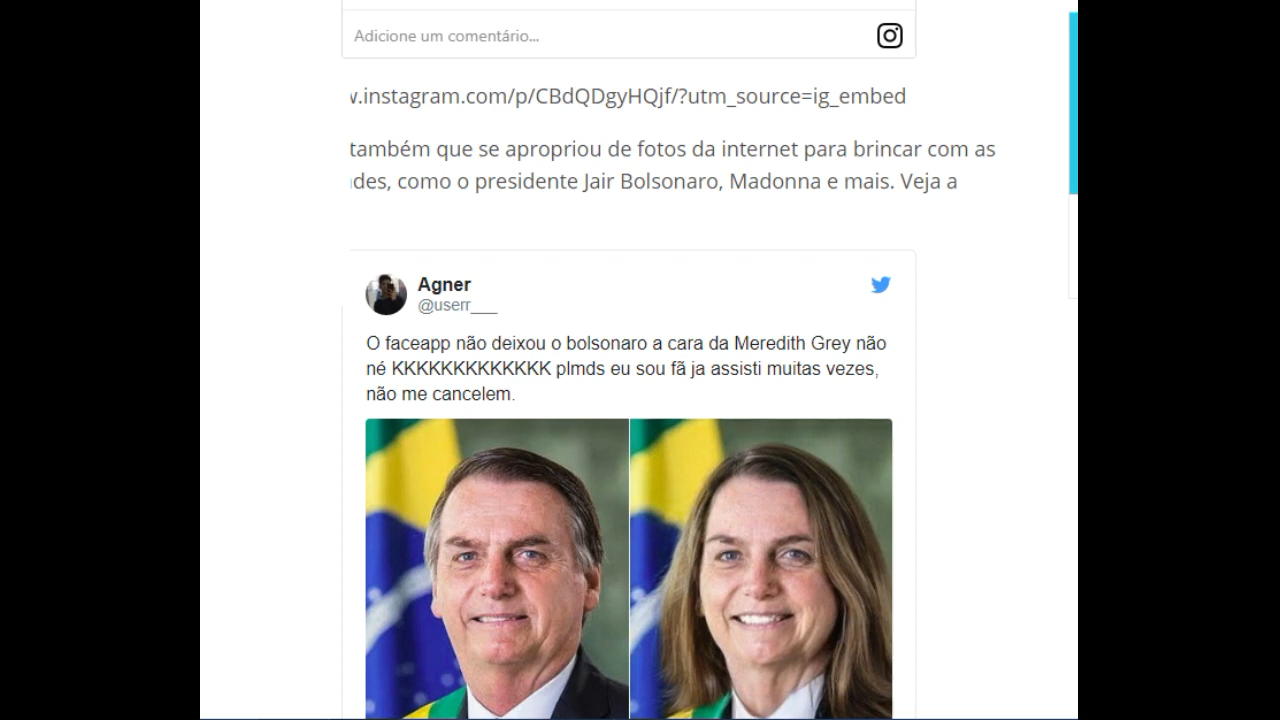 Adicione um comentário...
.instagram.com/p/CBdQDgyHQjf/?utm_source=ig_embed
também que se apropriou de fotos da internet para brincar com as
des, como o presidente Jair Bolsonaro, Madonna e mais. Veja a
Agner
@userr___
O faceapp não deixou o bolsonaro a cara da Meredith Grey não
né KKKKKKKKKKKKK plmds eu sou fã ja assisti muitas vezes,
não me cancelem.